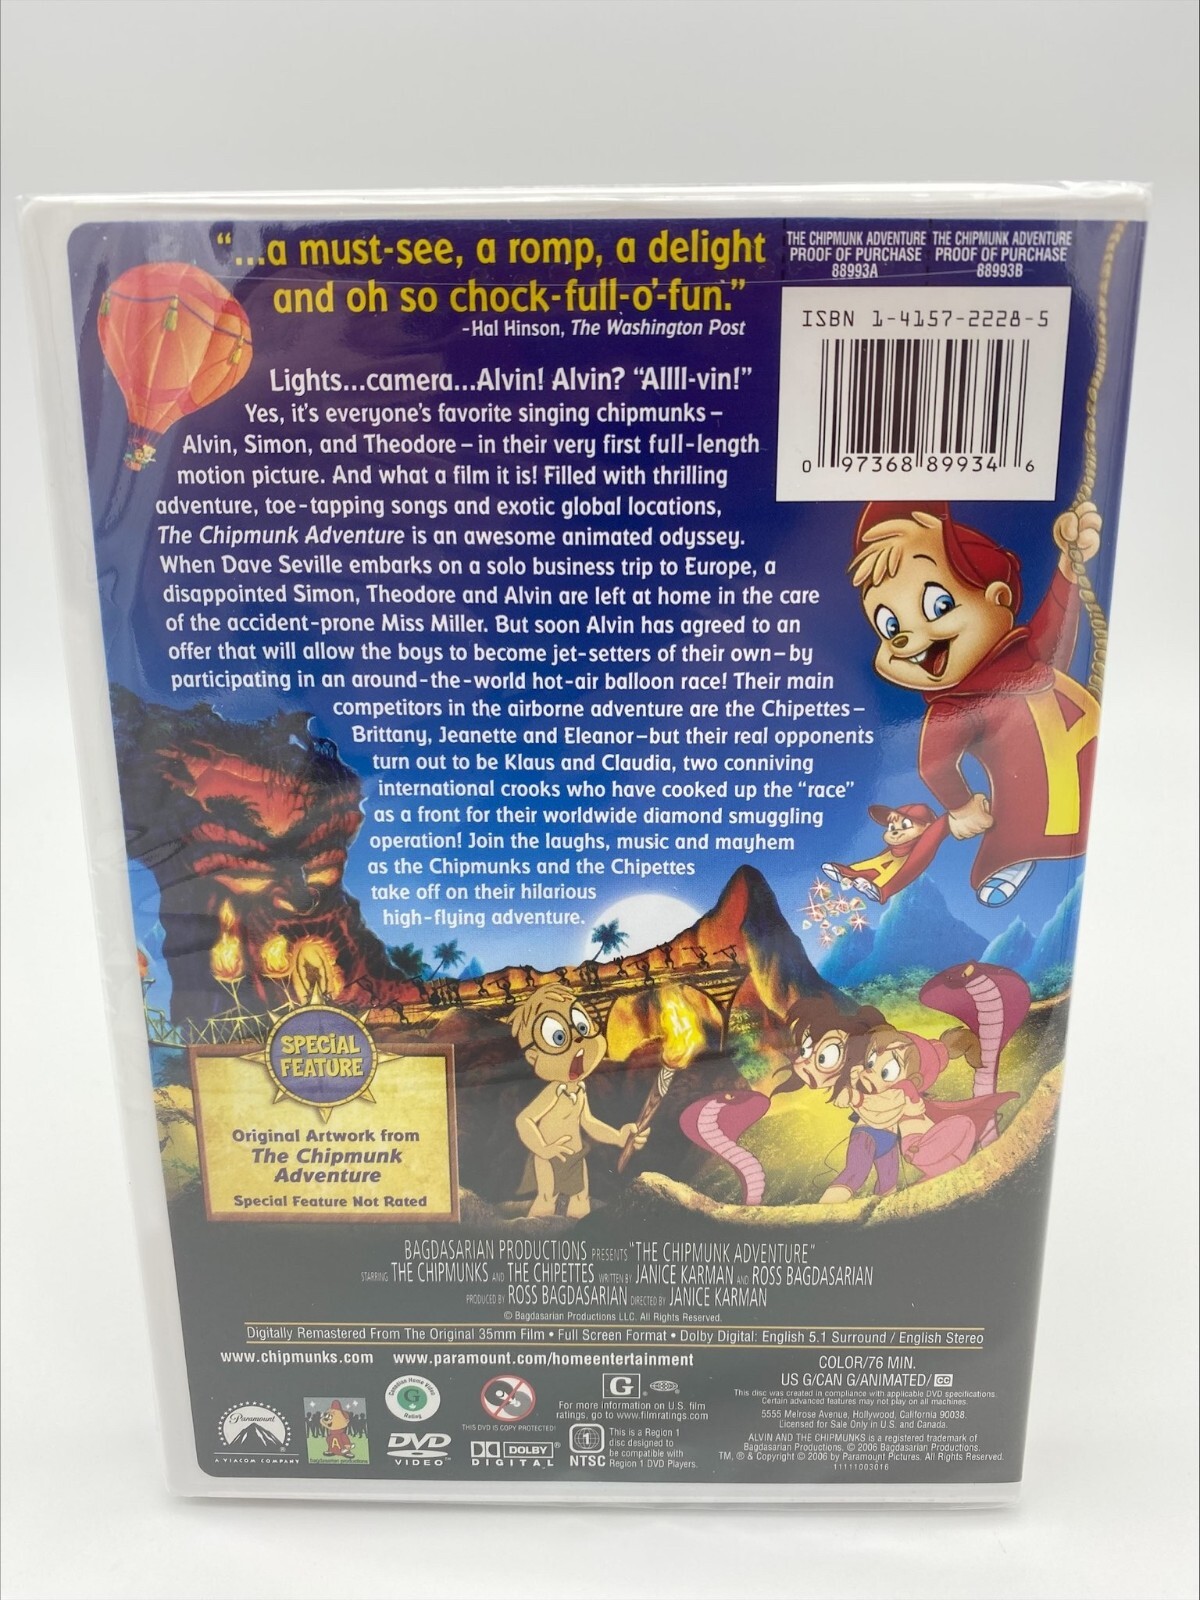 "...a must-see, a romp, a delight
and oh so chock-full-o'-fun."
-Hal Hinson, The Washington Post
THE CHIPMUNK ADVENTURE
PROOF OF PURCHASE
88993A
THE CHIPMUNK ADVENTURE
PROOF OF PURCHASE
88993B
ISBN 1-4157-2228-5
0 97368 89934 6
Lights...camera...Alvin! Alvin? "Allll-vin!"
Yes, it's everyone's favorite singing chipmunks –
Alvin, Simon, and Theodore – in their very first full-length
motion picture. And what a film it is! Filled with thrilling
adventure, toe-tapping songs and exotic global locations,
The Chipmunk Adventure is an awesome animated odyssey.
When Dave Seville embarks on a solo business trip to Europe, a
disappointed Simon, Theodore and Alvin are left at home in the care
of the accident-prone Miss Miller. But soon Alvin has agreed to an
offer that will allow the boys to become jet-setters of their own–by
participating in an around-the-world hot-air balloon race! Their main
competitors in the airborne adventure are the Chipettes–
Brittany, Jeanette and Eleanor–but their real opponents
turn out to be Klaus and Claudia, two conniving
international crooks who have cooked up the "race"
as a front for their worldwide diamond smuggling
operation! Join the laughs, music and mayhem
as the Chipmunks and the Chipettes
take off on their hilarious
high-flying adventure.
A
A
SPECIAL
FEATURE
Original Artwork from
The Chipmunk
Adventure
Special Feature Not Rated
BAGDASARIAN PRODUCTIONS PRESENTS "THE CHIPMUNK ADVENTURE"
STARRING THE CHIPMUNKS AND THE CHIPETTES WRITTEN BY JANICE KARMAN AND ROSS BAGDASARIAN
PRODUCED BY ROSS BAGDASARIAN DIRECTED BY JANICE KARMAN
© Bagdasarian Productions LLC. All Rights Reserved.
Digitally Remastered From The Original 35mm Film • Full Screen Format • Dolby Digital: English 5.1 Surround / English Stereo
www.chipmunks.com www.paramount.com/homeentertainment
COLOR/76 MIN.
US G/CAN G/ANIMATED/ CC
This disc was created in compliance with applicable DVD specifications.
Certain advanced features may not play on all machines.
5555 Melrose Avenue, Hollywood, California 90038.
Licensed for Sale Only in U.S. and Canada.
ALVIN AND THE CHIPMUNKS is a registered trademark of
Bagdasarian Productions. © 2006 Bagdasarian Productions.
TM, ® & Copyright © 2006 by Paramount Pictures. All Rights Reserved.
11111003016
Paramount
A VIACOM COMPANY
bagdasarian productions
Canadian Home Video
G
Rated
DVD
VIDEO
THIS DVD IS COPY PROTECTED
DOLBY
DIGITAL
G
For more information on U.S. film
ratings, go to www.filmratings.com
1
NTSC
This is a Region 1
disc designed to
be compatible with
Region 1 DVD Players.